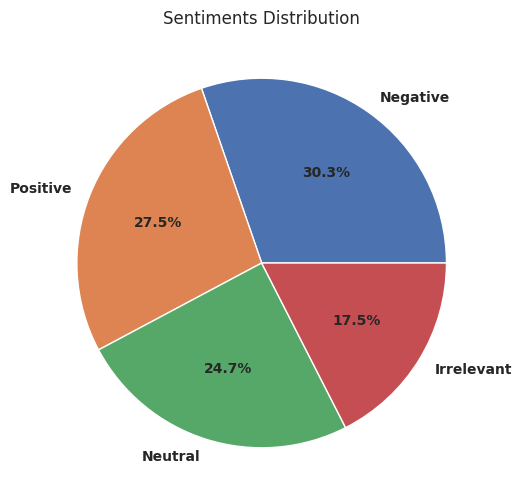 Sentiments Distribution
Negative
30.3%
Positive
27.5%
24.7%
Neutral
17.5%
Irrelevant